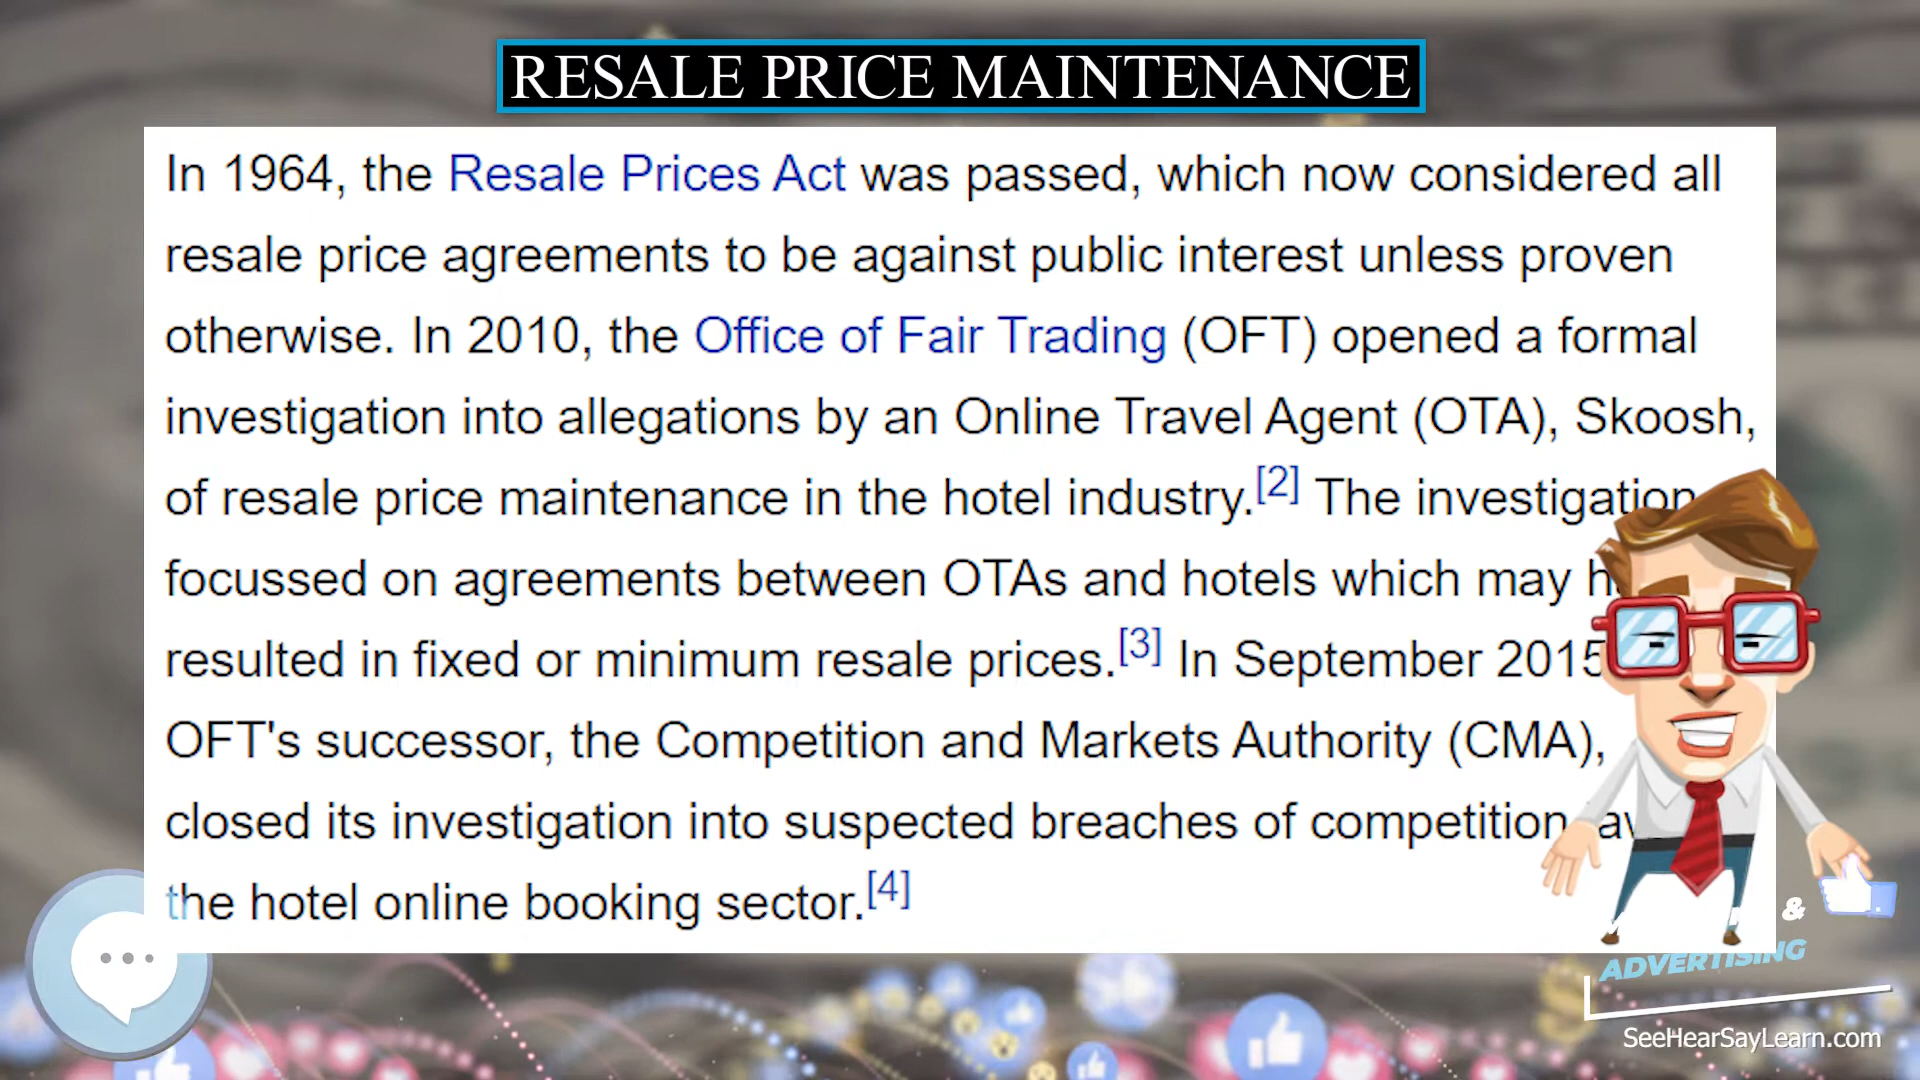 RESALE PRICE MAINTENANCE
In 1964, the Resale Prices Act was passed, which now considered all
resale price agreements to be against public interest unless proven
otherwise. In 2010, the Office of Fair Trading (OFT) opened a formal
investigation into allegations by an Online Travel Agent (OTA), Skoosh,
of resale price maintenance in the hotel industry.[2] The investigation
focussed on agreements between OTAs and hotels which may
resulted in fixed or minimum resale prices.[3] In September 2015
OFT's successor, the Competition and Markets Authority (CMA),
closed its investigation into suspected breaches of competition
the hotel online booking sector.[4]
&
ADVERTISING
SeeHearSayLearn.com